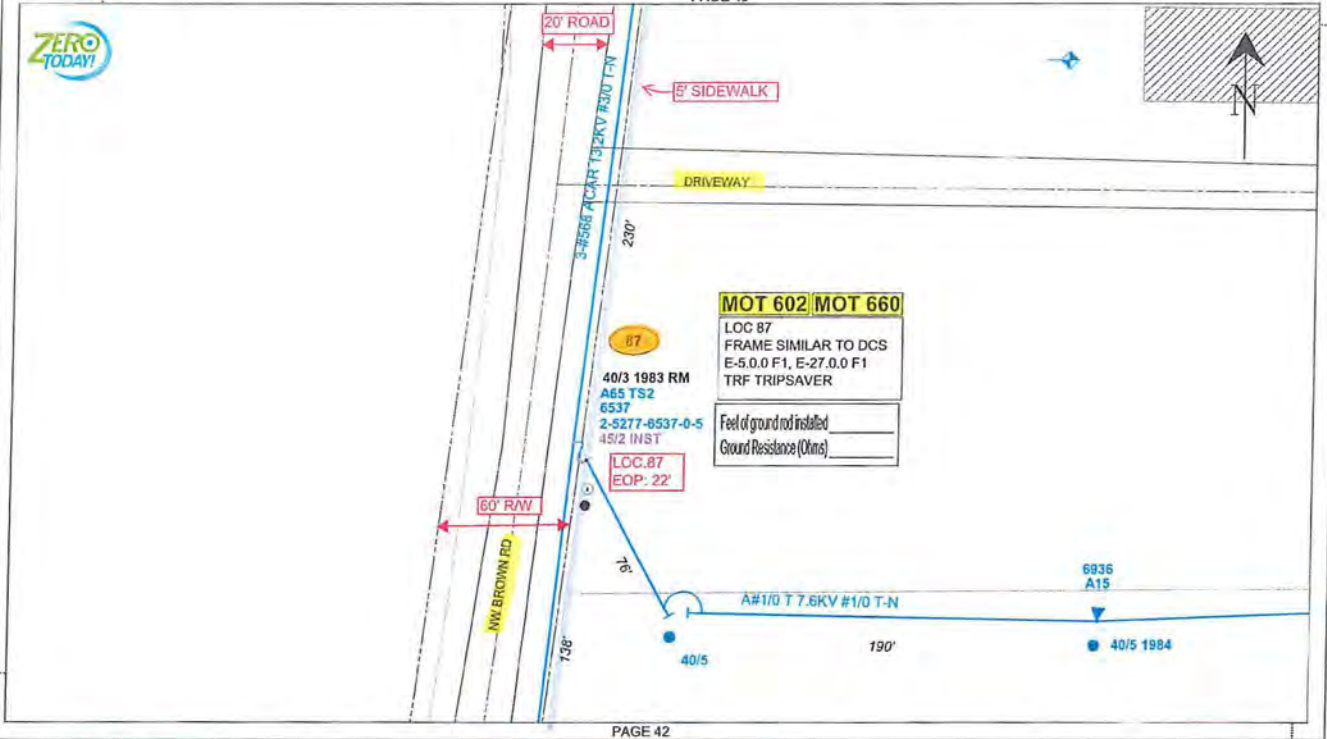 ZERO
TODAY!
20' ROAD
5' SIDEWALK
N
3-#568 ACAR 13.2KV #3/0 T-N
DRIVEWAY
230'
87
MOT 602 MOT 660
LOC 87
FRAME SIMILAR TO DCS
E-5.0.0 F1, E-27.0.0 F1
TRF TRIPSAVER
40/3 1983 RM
A65 TS2
6537
2-5277-6537-0-5
45/2 INST
Feel of ground rod installed
Ground Resistance (Ohms)
LOC.87
EOP: 22'
60' R/W
NW BROWN RD
76'
138'
A#1/0 T 7.6KV #1/0 T-N
6936
A15
40/5
190'
40/5 1984
PAGE 42